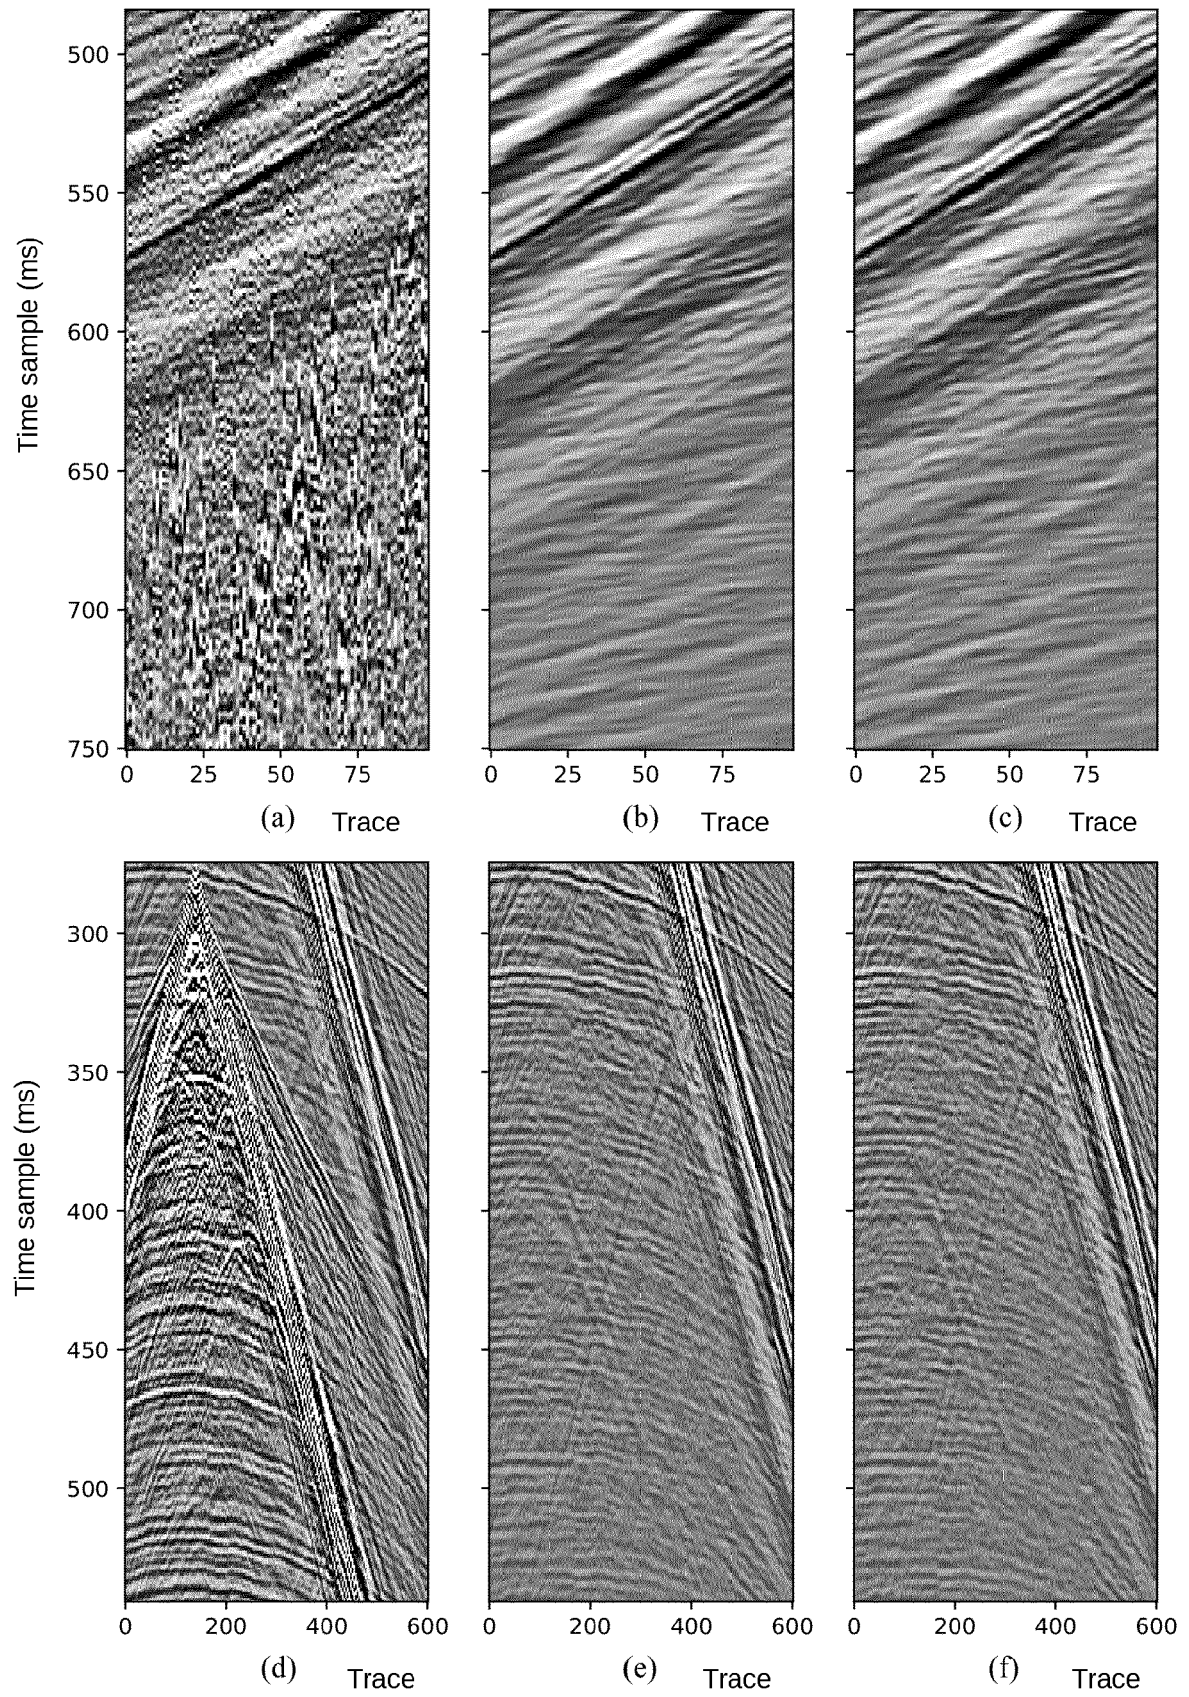 500
550
600
650
700
750
Time sample (ms)
0 25 50 75
0 25 50 75
0 25 50 75
(a) Trace
(b) Trace
(c) Trace
300
350
400
450
500
Time sample (ms)
0 200 400 600
0 200 400 600
0 200 400 600
(d) Trace
(e) Trace
(f) Trace